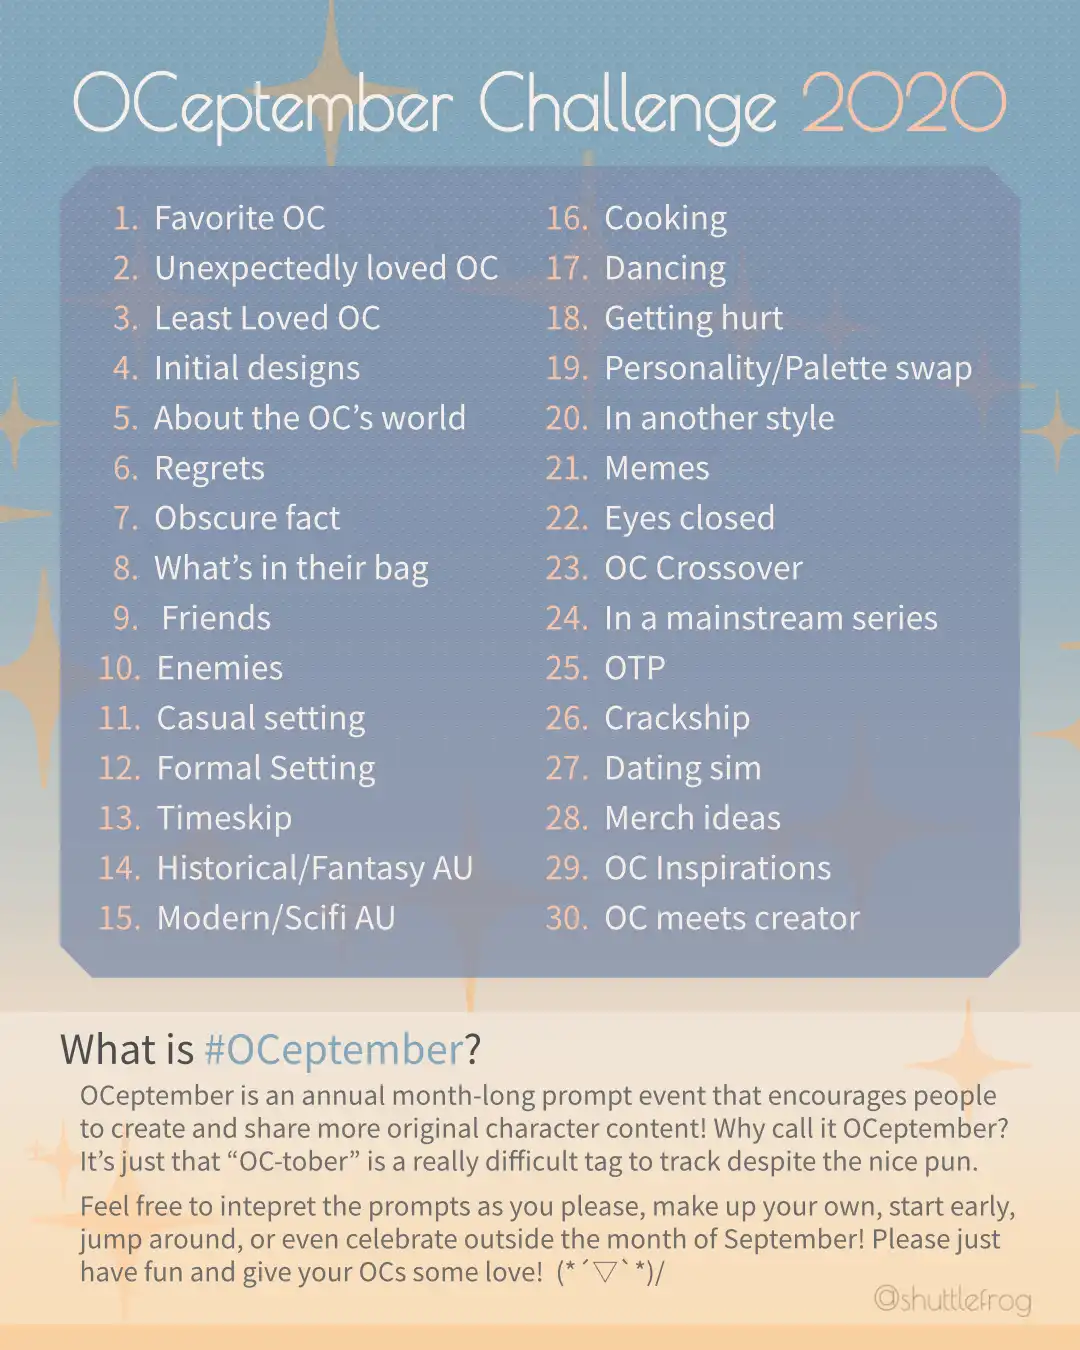 OCeptember Challenge 2020
1. Favorite OC
2. Unexpectedly loved OC
3. Least Loved OC
4. Initial designs
5. About the OC’s world
6. Regrets
7. Obscure fact
8. What’s in their bag
9. Friends
10. Enemies
11. Casual setting
12. Formal Setting
13. Timeskip
14. Historical/Fantasy AU
15. Modern/Scifi AU
16. Cooking
17. Dancing
18. Getting hurt
19. Personality/Palette swap
20. In another style
21. Memes
22. Eyes closed
23. OC Crossover
24. In a mainstream series
25. OTP
26. Crackship
27. Dating sim
28. Merch ideas
29. OC Inspirations
30. OC meets creator
What is #OCeptember?
OCeptember is an annual month-long prompt event that encourages people
to create and share more original character content! Why call it OCeptember?
It’s just that “OC-tober” is a really difficult tag to track despite the nice pun.
Feel free to intepret the prompts as you please, make up your own, start early,
jump around, or even celebrate outside the month of September! Please just
have fun and give your OCs some love! (*´▽`*)/
@shuttlefrog